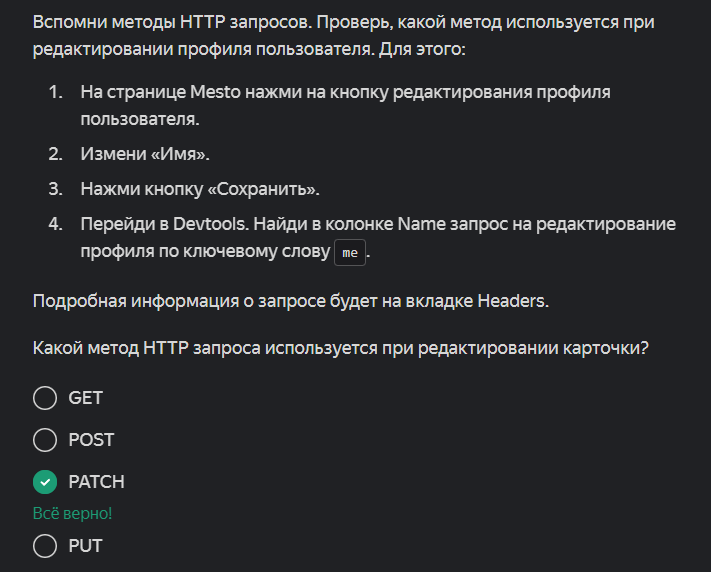 Вспомни методы HTTP запросов. Проверь, какой метод используется при
редактировании профиля пользователя. Для этого:
1. На странице Mesto нажми на кнопку редактирования профиля
пользователя.
2. Измени «Имя».
3. Нажми кнопку «Сохранить».
4. Перейди в Devtools. Найди в колонке Name запрос на редактирование
профиля по ключевому слову me.
Подробная информация о запросе будет на вкладке Headers.
Какой метод HTTP запроса используется при редактировании карточки?
GET
POST
PATCH
Всё верно!
PUT